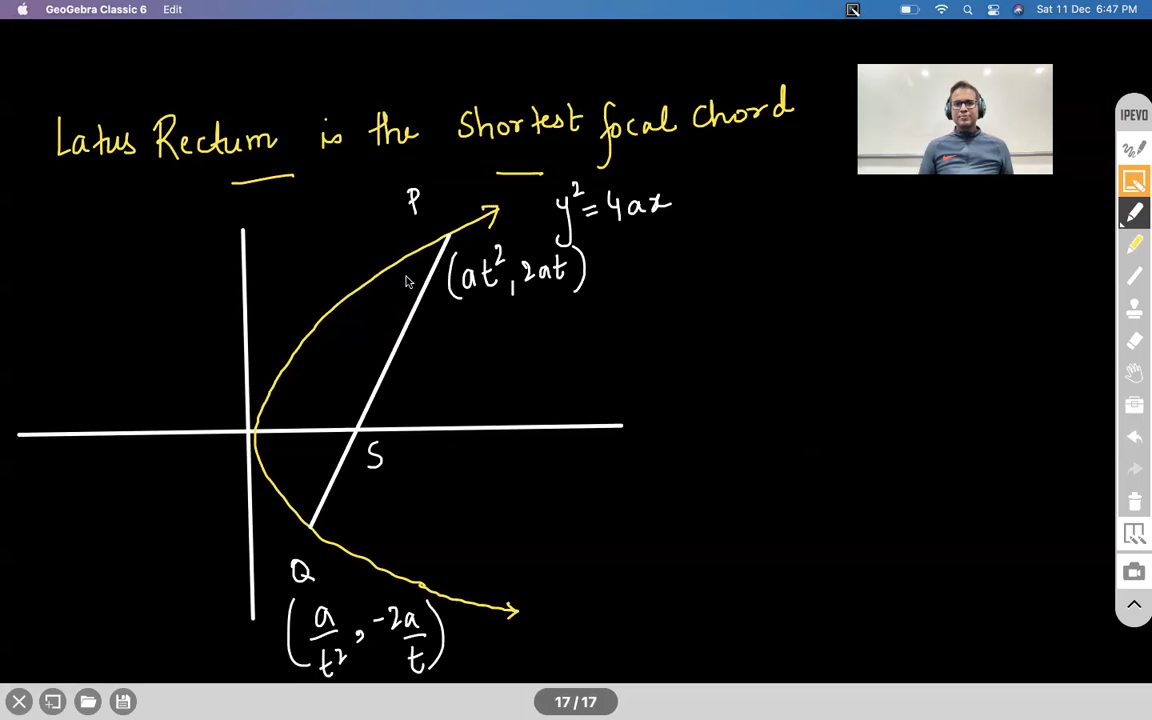 GeoGebra Classic 6 Edit Sat 11 Dec 6:47 PM
Latus Rectum is the Shortest focal Chord
IPEVO
P
y² = 4ax
(at², 2at)
S
Q
(a/t², -2a/t)
17 / 17